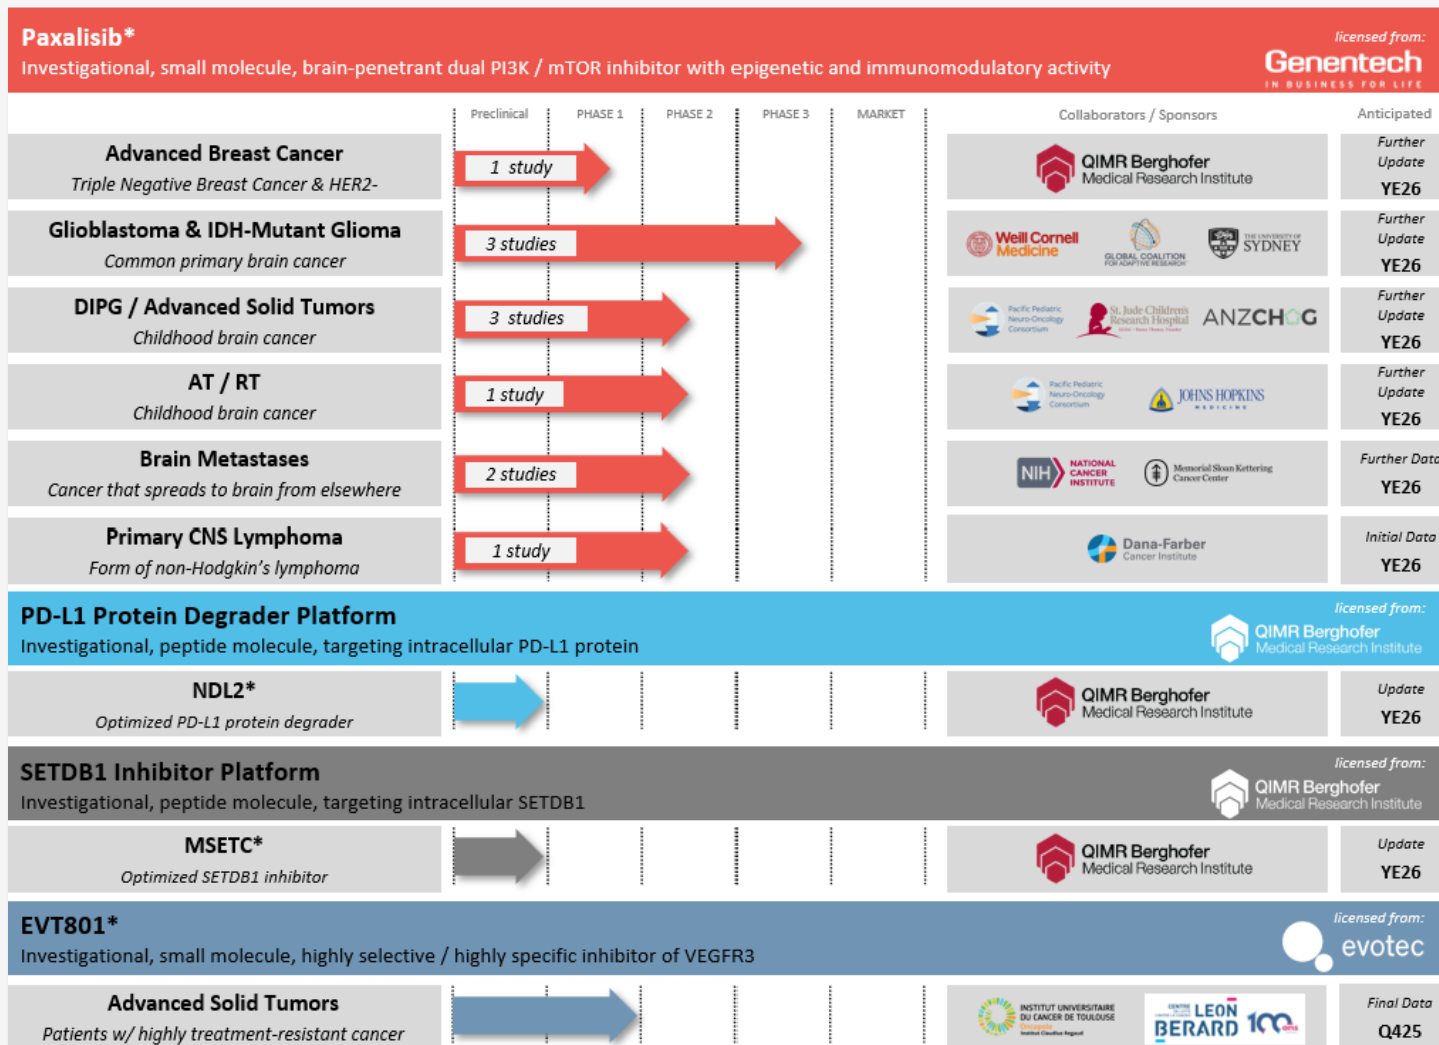 Paxalisib*
Investigational, small molecule, brain-penetrant dual PI3K / mTOR inhibitor with epigenetic and immunomodulatory activity
licensed from:
Genentech
IN BUSINESS FOR LIFE
Preclinical PHASE 1 PHASE 2 PHASE 3 MARKET Collaborators / Sponsors Anticipated
Advanced Breast Cancer
Triple Negative Breast Cancer & HER2-
1 study
QIMR Berghofer
Medical Research Institute
Further
Update
YE26
Glioblastoma & IDH-Mutant Glioma
Common primary brain cancer
3 studies
Weill Cornell
Medicine
GLOBAL COALITION
FOR ADAPTIVE RESEARCH
THE UNIVERSITY OF
SYDNEY
Further
Update
YE26
DIPG / Advanced Solid Tumors
Childhood brain cancer
3 studies
Pacific Pediatric
Neuro-Oncology
Consortium
St. Jude Children's
Research Hospital
ANZCHOG
Further
Update
YE26
AT / RT
Childhood brain cancer
1 study
Pacific Pediatric
Neuro-Oncology
Consortium
JOHNS HOPKINS
MEDICINE
Further
Update
YE26
Brain Metastases
Cancer that spreads to brain from elsewhere
2 studies
NIH
NATIONAL
CANCER
INSTITUTE
Memorial Sloan Kettering
Cancer Center
Further Data
YE26
Primary CNS Lymphoma
Form of non-Hodgkin's lymphoma
1 study
Dana-Farber
Cancer Institute
Initial Data
YE26
PD-L1 Protein Degrader Platform
Investigational, peptide molecule, targeting intracellular PD-L1 protein
licensed from:
QIMR Berghofer
Medical Research Institute
NDL2*
Optimized PD-L1 protein degrader
QIMR Berghofer
Medical Research Institute
Update
YE26
SETDB1 Inhibitor Platform
Investigational, peptide molecule, targeting intracellular SETDB1
licensed from:
QIMR Berghofer
Medical Research Institute
MSETC*
Optimized SETDB1 inhibitor
QIMR Berghofer
Medical Research Institute
Update
YE26
EVT801*
Investigational, small molecule, highly selective / highly specific inhibitor of VEGFR3
licensed from:
evotec
Advanced Solid Tumors
Patients w/ highly treatment-resistant cancer
INSTITUT UNIVERSITAIRE
DU CANCER DE TOULOUSE
Oncopole
Institut Claudius Regaud
CENTRE
LEON
BERARD
100 ans
Final Data
Q425